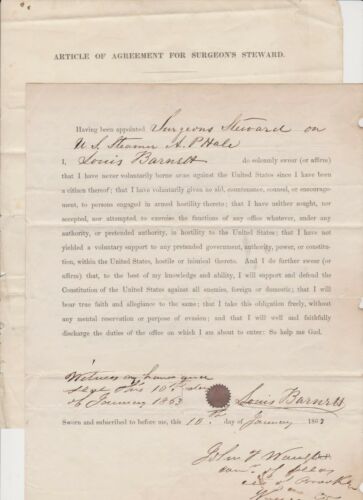 ARTICLE OF AGREEMENT FOR SURGEON'S STEWARD.
Having been appointed Surgeons Steward on
U.S. Steamer A.P Hale
I, Louis Barnett do solemnly swear (or affirm)
that I have never voluntarily borne arms against the United States since I have been
a citizen thereof; that I have voluntarily given no aid, countenance, counsel, or encourage-
ment, to persons engaged in armed hostility thereto; that I have neither sought, nor
accepted, nor attempted to exercise the functions of any office whatever, under any
authority, or pretended authority, in hostility to the United States; that I have not
yielded a voluntary support to any pretended government, authority, power, or constitu-
tion, within the United States, hostile or inimical thereto. And I do further swear (or
affirm) that, to the best of my knowledge and ability, I will support and defend the
Constitution of the United States against all enemies, foreign or domestic; that I will
bear true faith and allegiance to the same; that I take this obligation freely, without
any mental reservation or purpose of evasion; and that I will well and faithfully
discharge the duties of the office on which I am about to enter: So help me God.
Witness my hand and
seal this 10th day
of January 1863 Louis Barnett
Sworn and subscribed to before me, this 10th day of January 1863
John